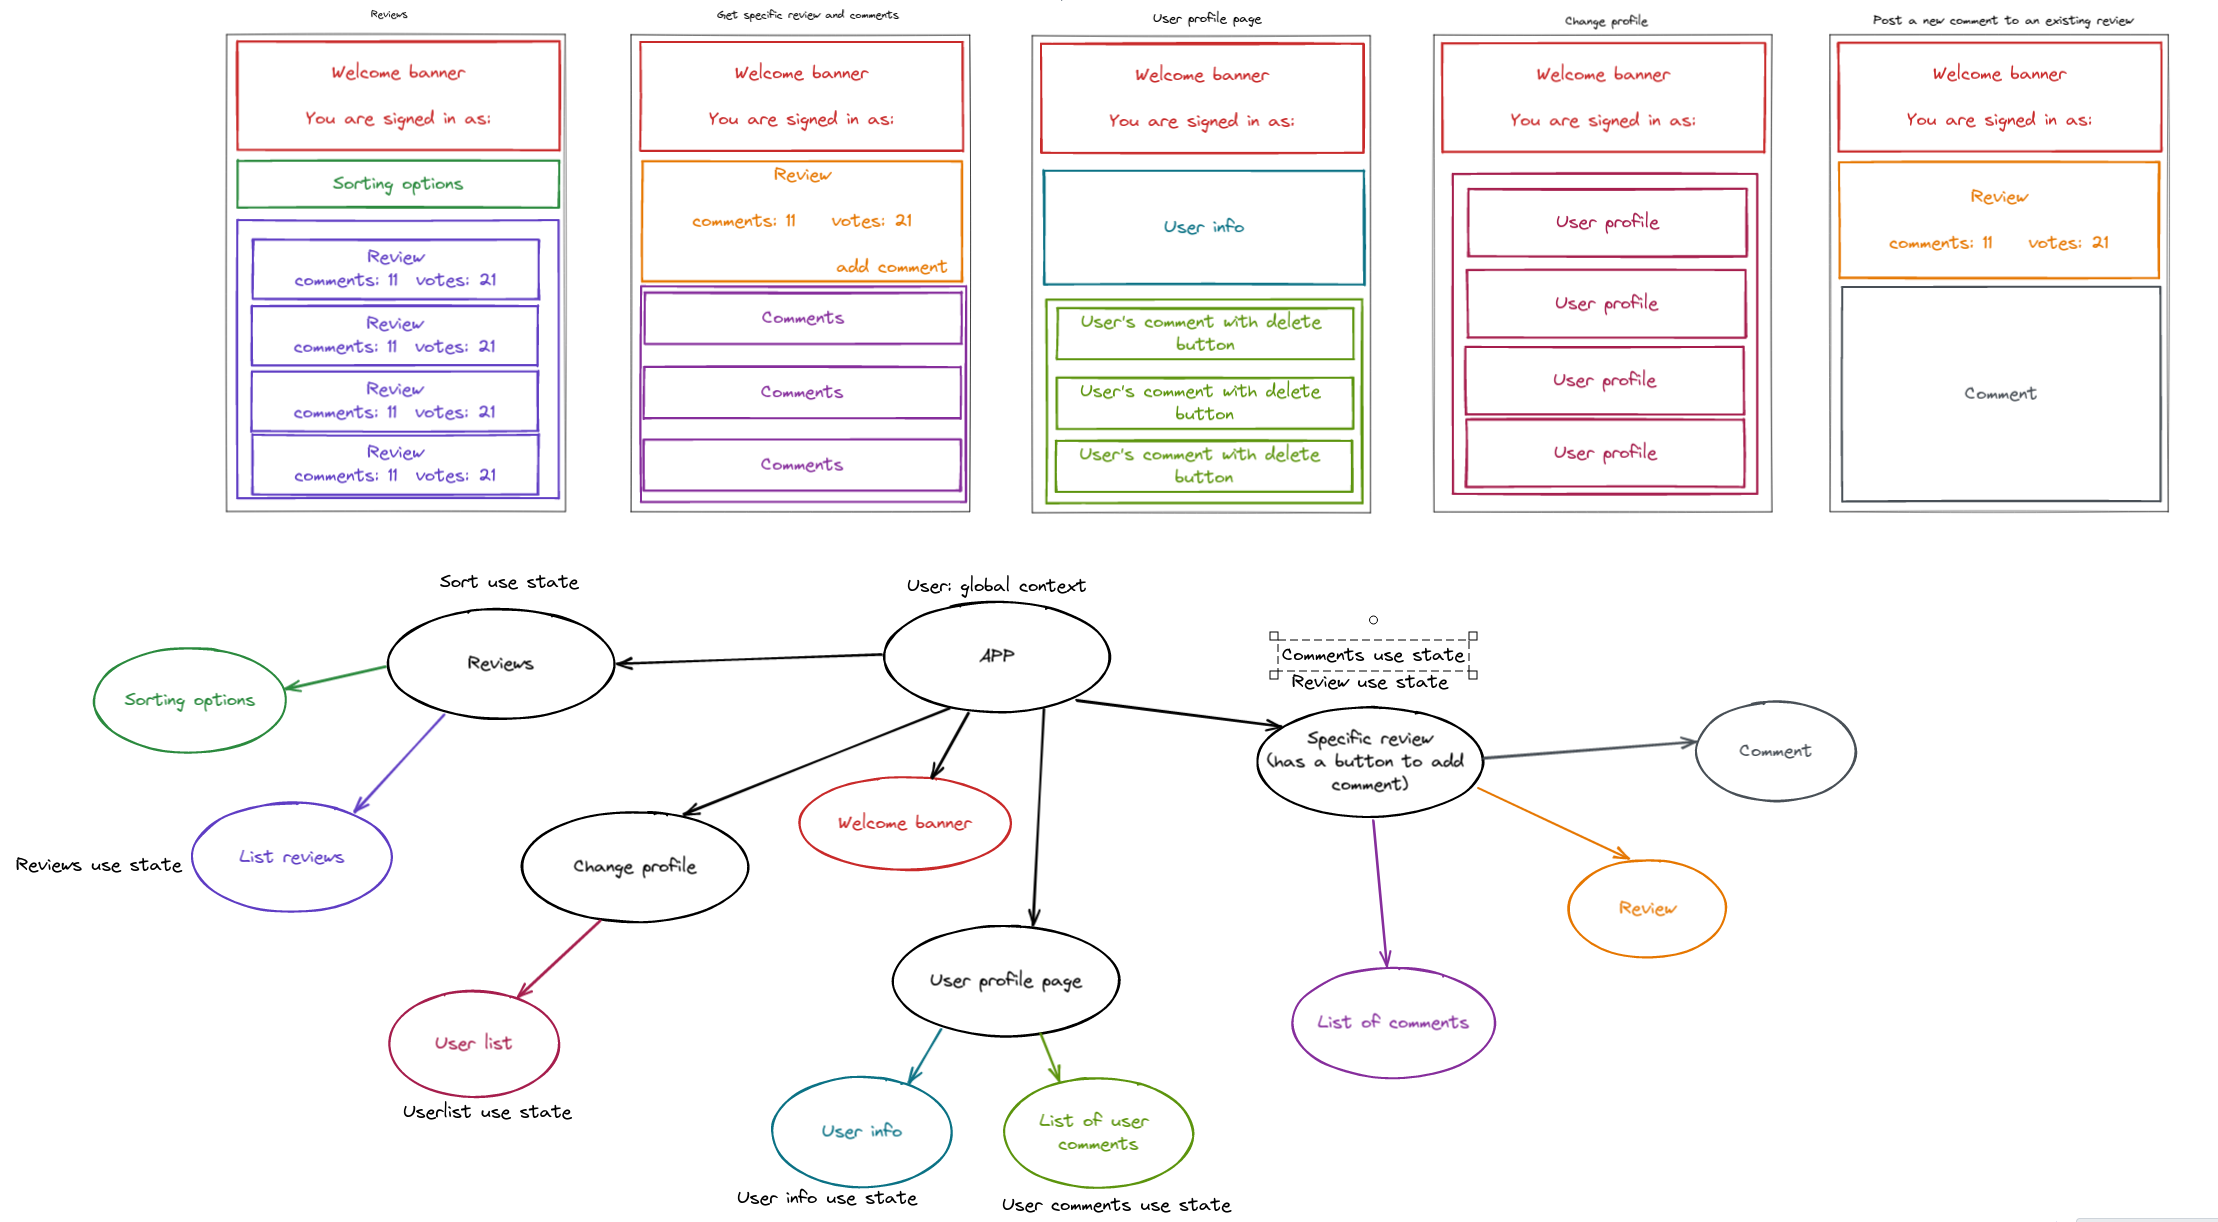 Reviews
Welcome banner
You are signed in as:
Sorting options
Review
comments: 11 votes: 21
Review
comments: 11 votes: 21
Review
comments: 11 votes: 21
Review
comments: 11 votes: 21
Get specific review and comments
Welcome banner
You are signed in as:
Review
comments: 11 votes: 21
add comment
Comments
Comments
Comments
User profile page
Welcome banner
You are signed in as:
User info
User's comment with delete
button
User's comment with delete
button
User's comment with delete
button
Change profile
Welcome banner
You are signed in as:
User profile
User profile
User profile
User profile
Post a new comment to an existing review
Welcome banner
You are signed in as:
Review
comments: 11 votes: 21
Comment
Sort use state
User: global context
Reviews
APP
Comments use state
Review use state
Sorting options
Specific review
(has a button to add
comment)
Comment
Welcome banner
List reviews
Reviews use state
Change profile
Review
User profile page
List of comments
User list
Userlist use state
User info
List of user
comments
User info use state
User comments use state